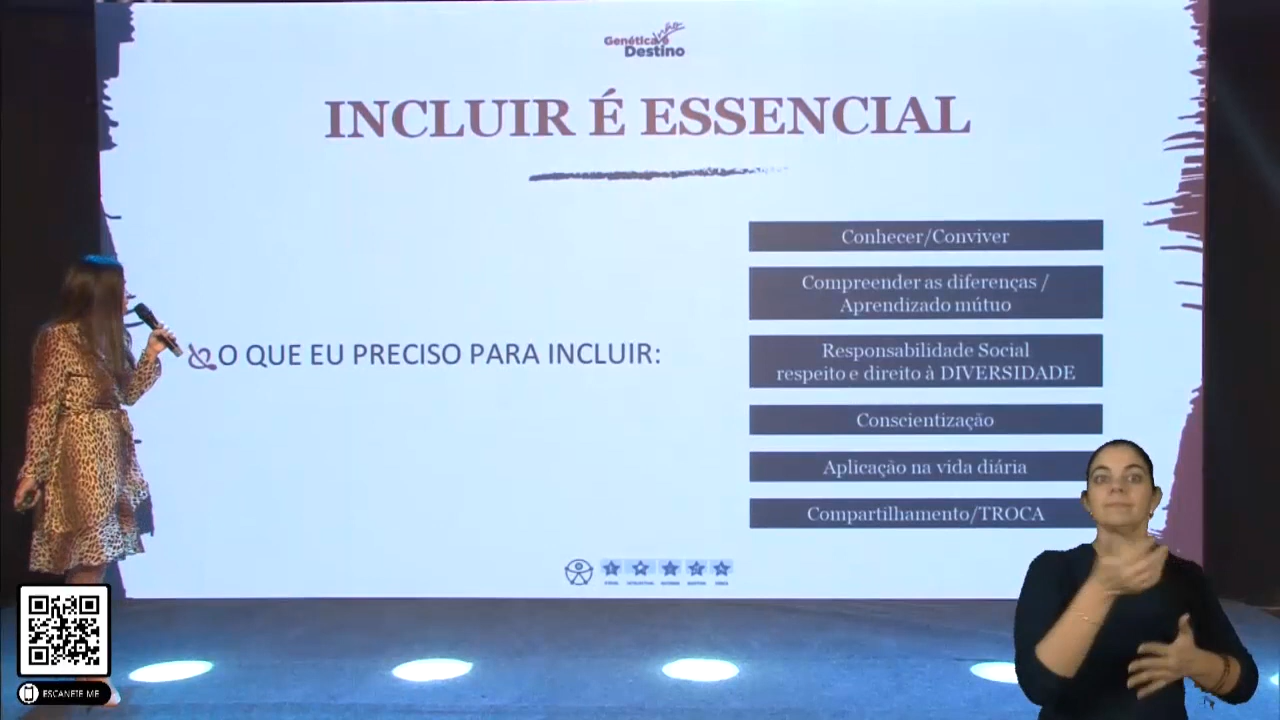 Genética não é
Destino
INCLUIR É ESSENCIAL
O QUE EU PRECISO PARA INCLUIR:
Conhecer/Conviver
Compreender as diferenças /
Aprendizado mútuo
Responsabilidade Social
respeito e direito à DIVERSIDADE
Conscientização
Aplicação na vida diária
Compartilhamento/TROCA
ESCANEIE ME